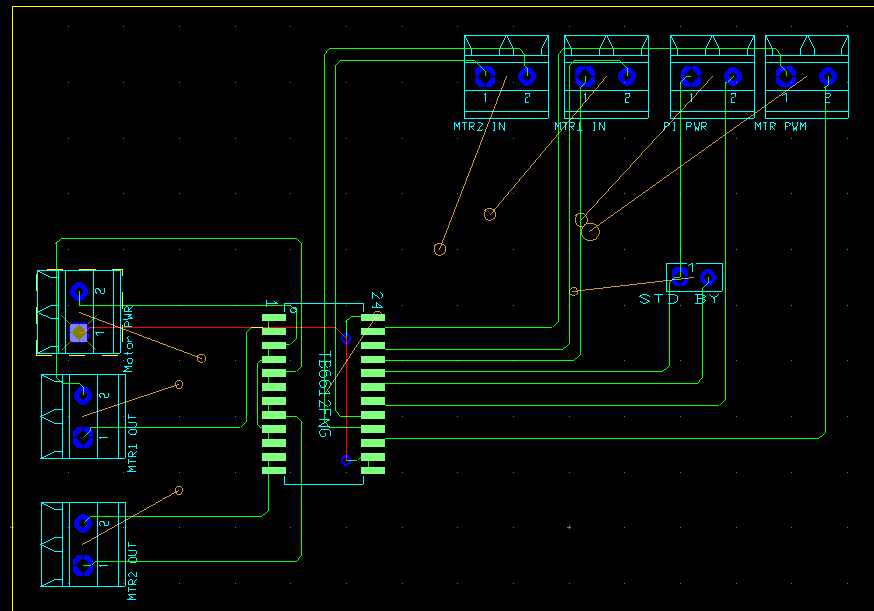 1 2 1 2 1 2 1 2
MTR2 IN
MTR1 IN
PI PWR
MTR PWM
1
STD BY
2
1
Motor PWR
1
24
TB6612FNG
2
1
MTR1 OUT
2
1
MTR2 OUT